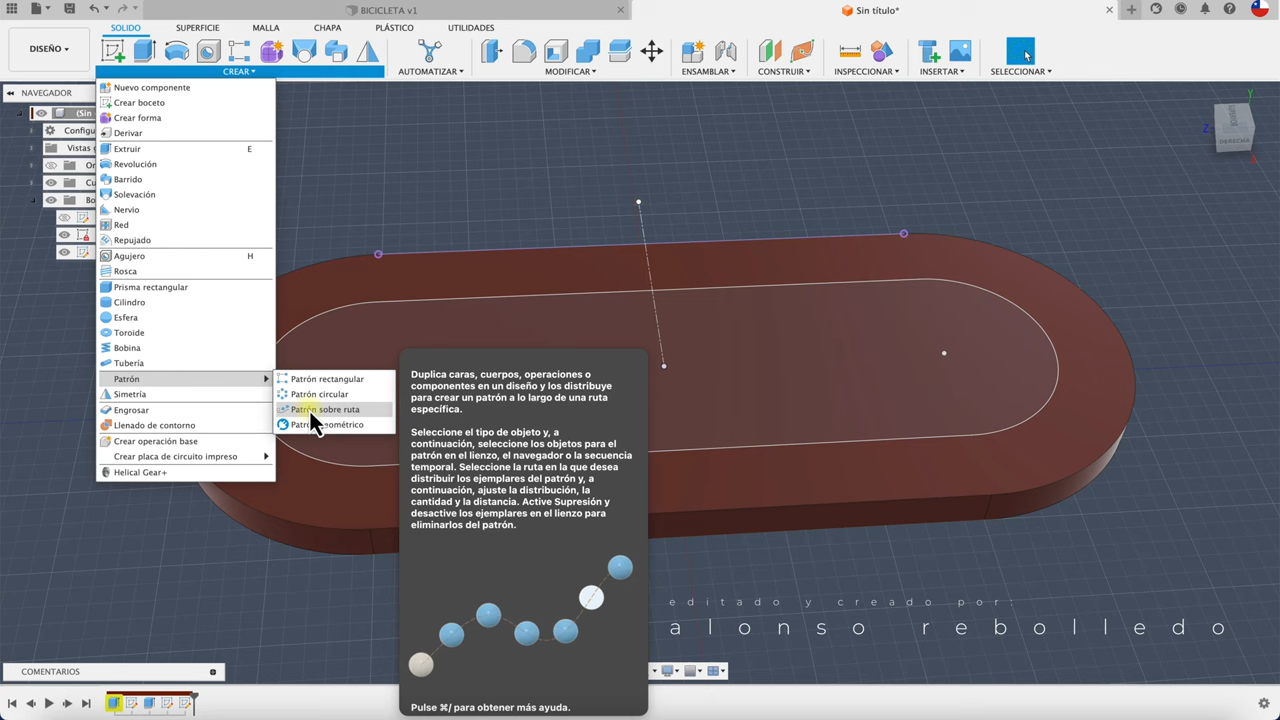 BICICLETA v1
Sin título*
DISEÑO
SOLIDO
SUPERFICIE
MALLA
CHAPA
PLÁSTICO
UTILIDADES
CREAR
AUTOMATIZAR
MODIFICAR
ENSAMBLAR
CONSTRUIR
INSPECCIONAR
INSERTAR
SELECCIONAR
NAVEGADOR
(Sin
Configu
Vistas g
Or
Cu
Bo
Nuevo componente
Crear boceto
Crear forma
Derivar
Extruir E
Revolución
Barrido
Solevación
Nervio
Red
Repujado
Agujero H
Rosca
Prisma rectangular
Cilindro
Esfera
Toroide
Bobina
Tubería
Patrón
Simetría
Engrosar
Llenado de contorno
Crear operación base
Crear placa de circuito impreso
Helical Gear+
Patrón rectangular
Patrón circular
Patrón sobre ruta
Duplica caras, cuerpos, operaciones o
componentes en un diseño y los distribuye
para crear un patrón a lo largo de una ruta
específica.
Seleccione el tipo de objeto y, a
continuación, seleccione los objetos para el
patrón en el lienzo, el navegador o la secuencia
temporal. Seleccione la ruta en la que desea
distribuir los ejemplares del patrón y, a
continuación, ajuste la distribución, la
cantidad y la distancia. Active Supresión y
desactive los ejemplares en el lienzo para
eliminarlos del patrón.
Pulse ⌘/ para obtener más ayuda.
Y
Z
X
DERECHA
editado y creado por:
alonso rebolledo
COMENTARIOS